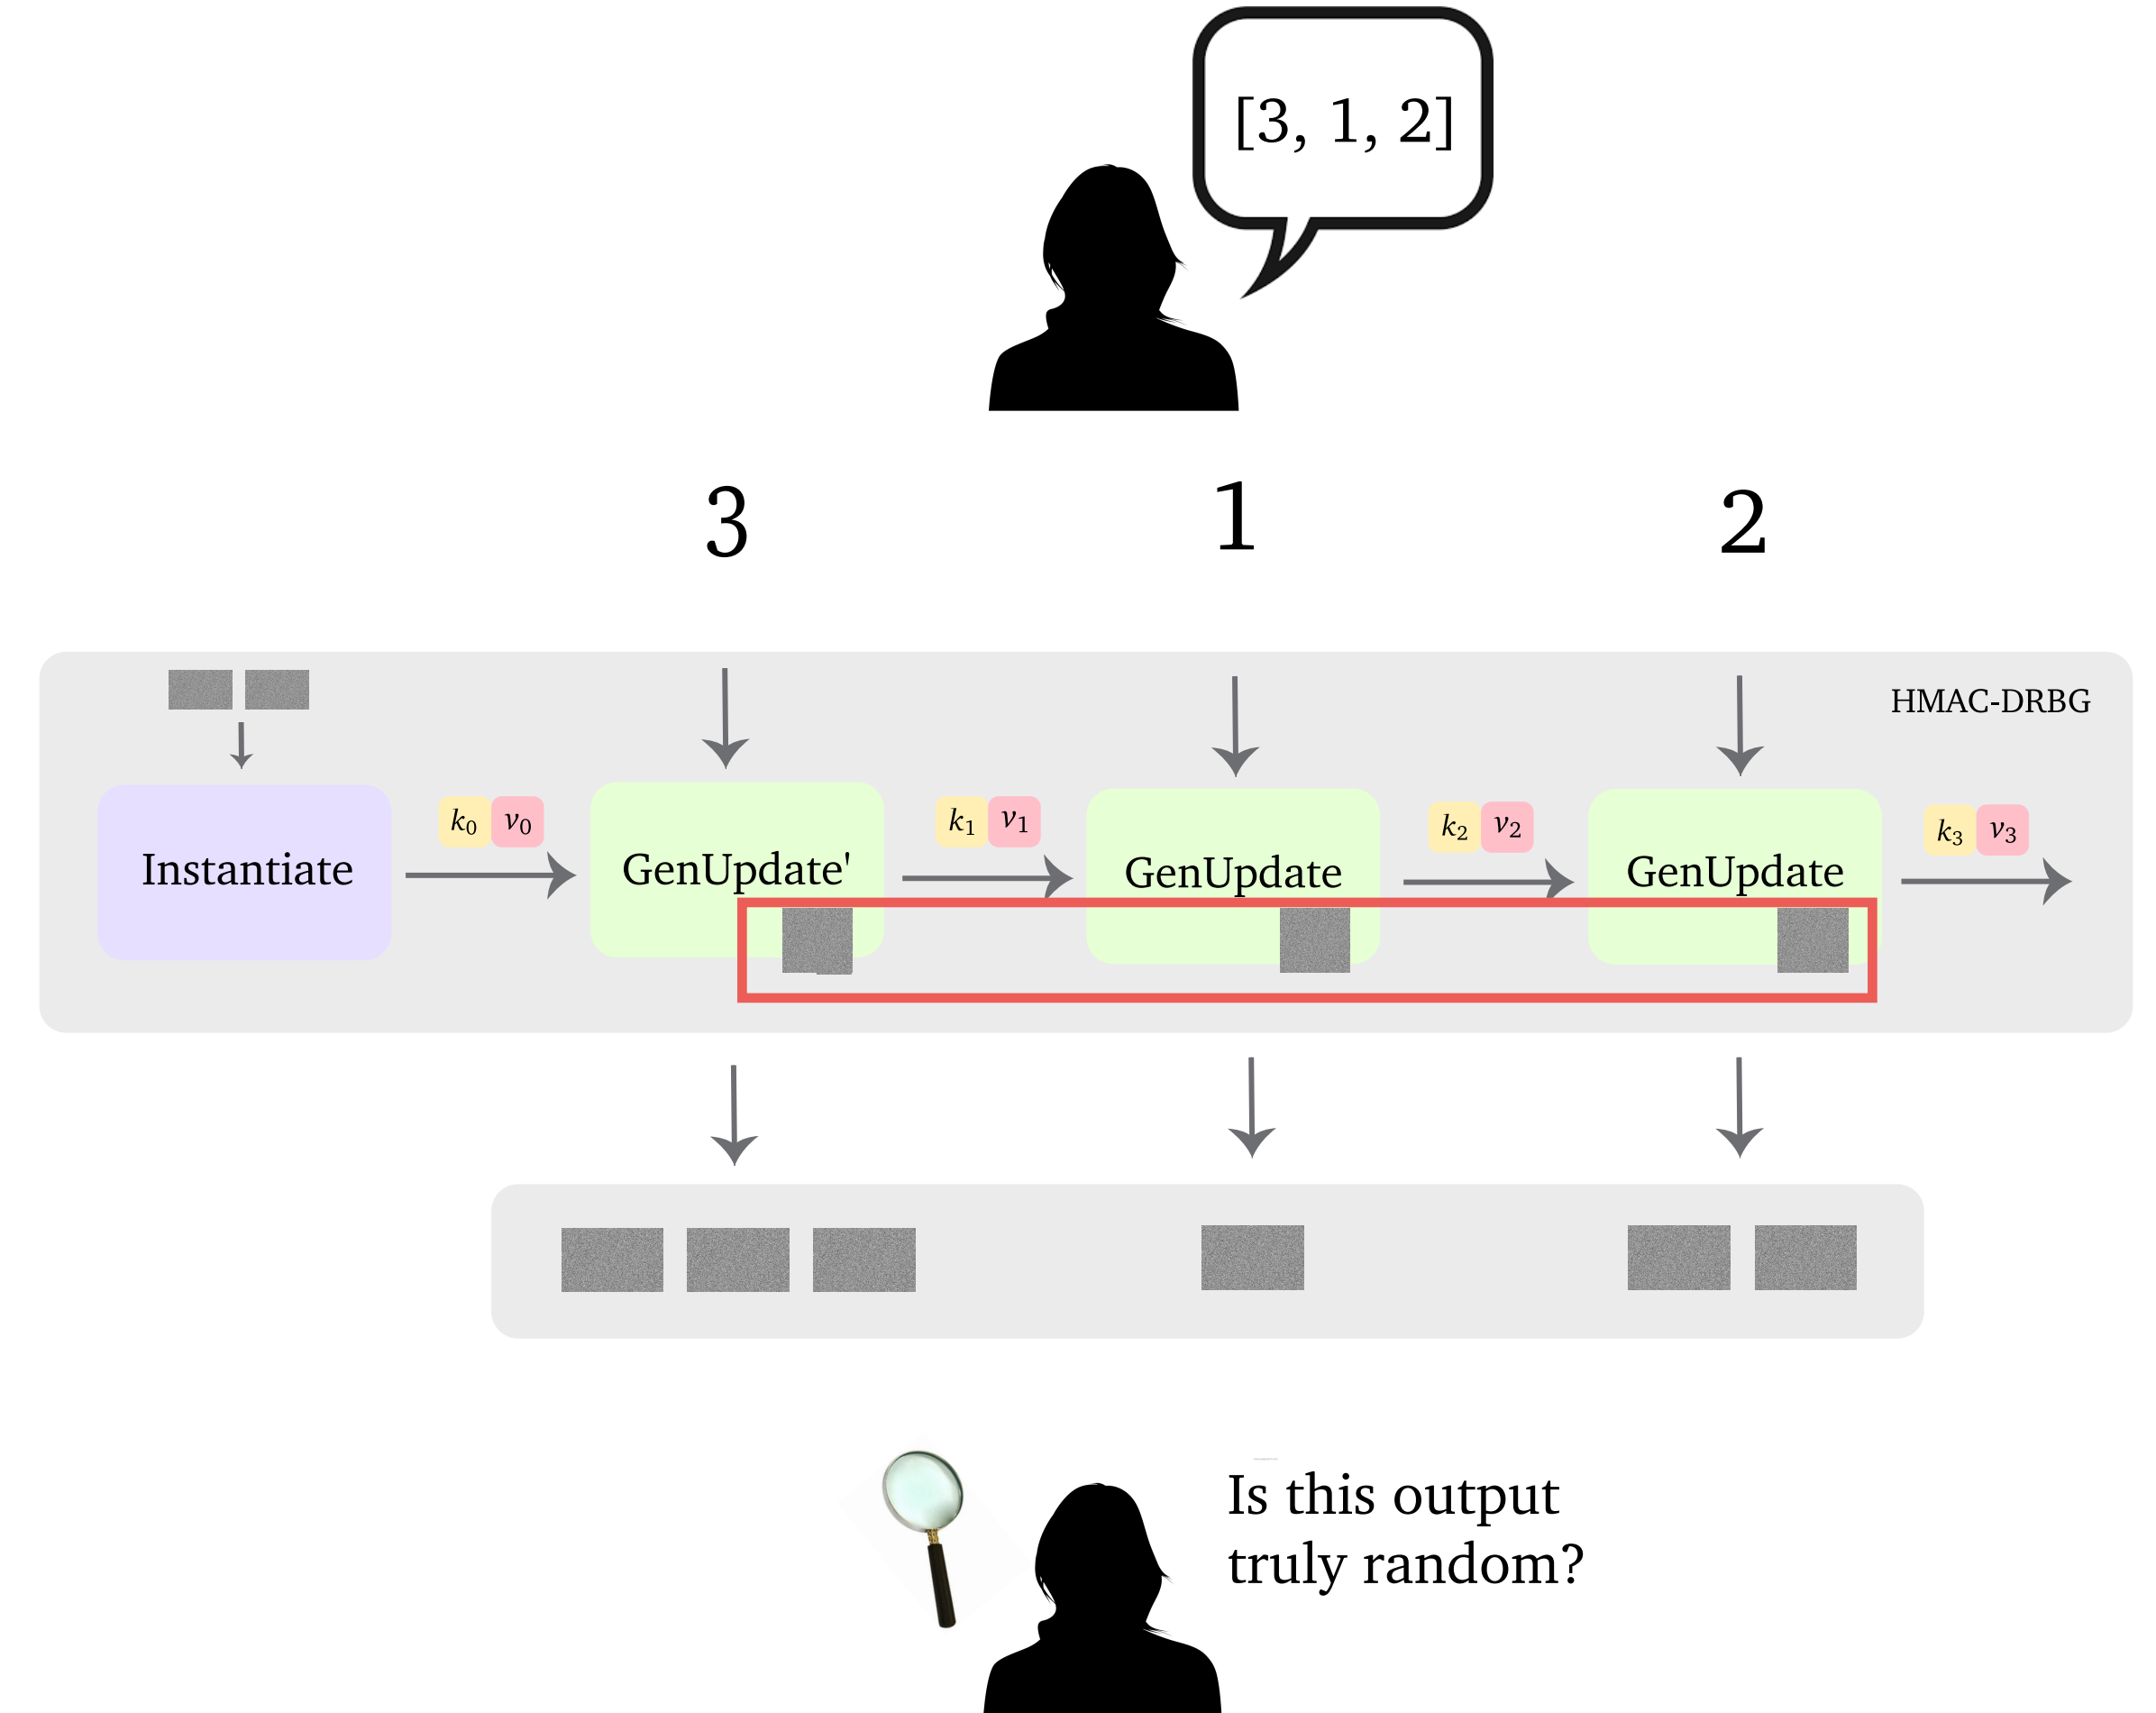 [3, 1, 2]
3
1
2
HMAC-DRBG
Instantiate
k₀ v₀
GenUpdate'
k₁ v₁
GenUpdate
k₂ v₂
GenUpdate
k₃ v₃
Is this output
truly random?